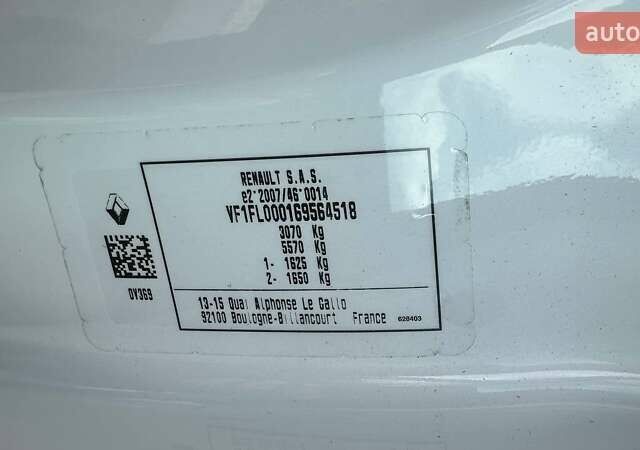 auto
RENAULT S.A.S.
e2*2007/46*0014
VF1FL000169564518
3070 Kg
5570 Kg
1- 1625 Kg
2- 1650 Kg
0V369
13-15 Quai Alphonse Le Gallo
92100 Boulogne-Billancourt France
628403